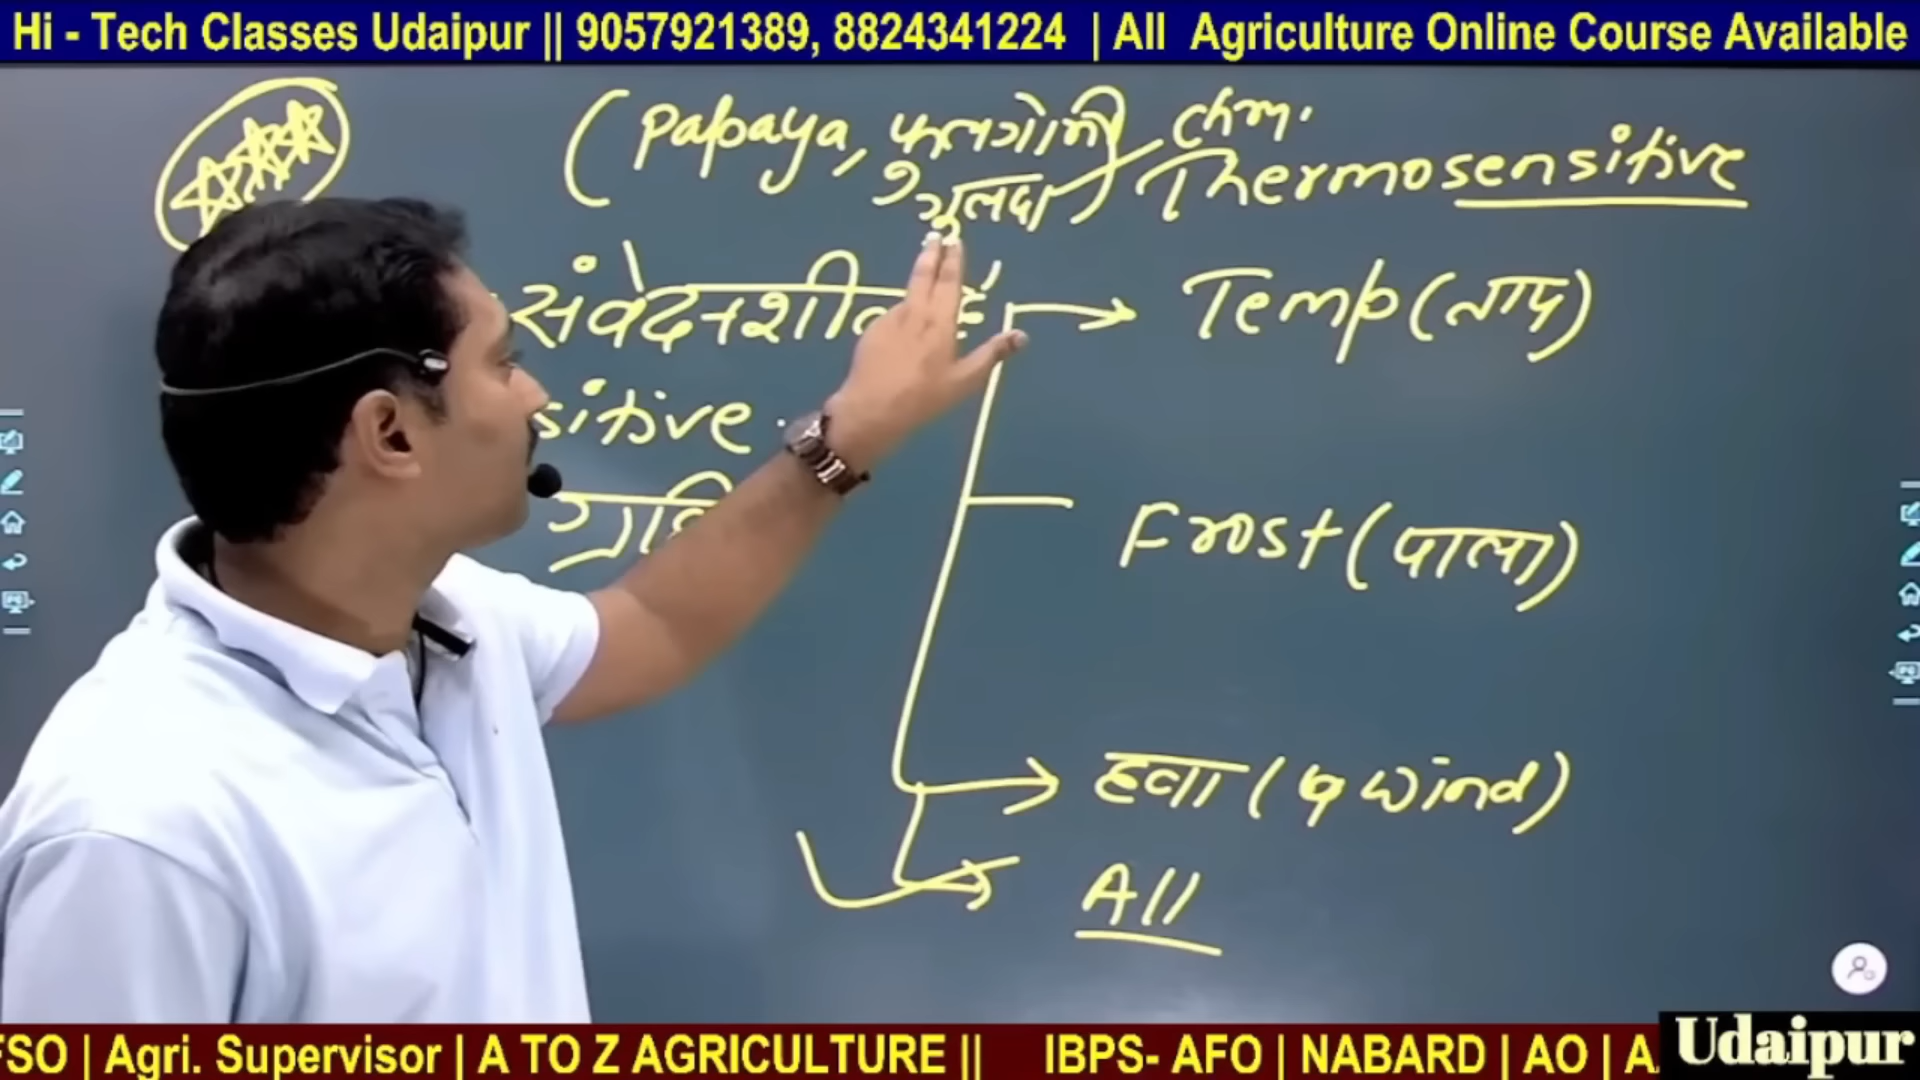 Hi - Tech Classes Udaipur || 9057921389, 8824341224 | All Agriculture Online Course Available
(Papaya, फूलगोभी, chm.
गुलदा) Thermosensitive
संवेदनशील है
sitive
Temp (ताप)
Frost (पाला)
हवा (wind)
All
FSO | Agri. Supervisor | A TO Z AGRICULTURE || IBPS- AFO | NABARD | AO | A
Udaipur